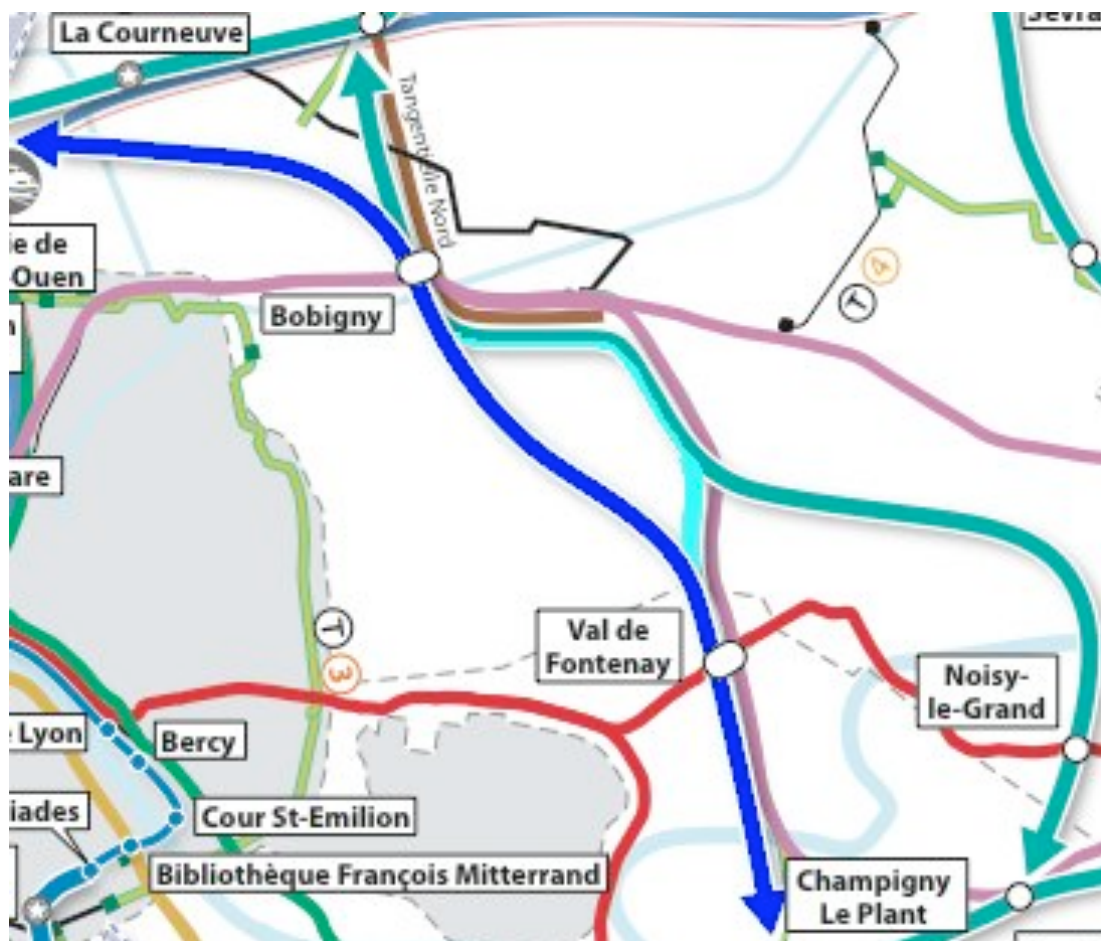 La Courneuve
Sevra
Tangentielle Nord
ie de
Ouen
T 4
Bobigny
are
T 3
Val de
Fontenay
Noisy-
le-Grand
Lyon
Bercy
iades
Cour St-Emilion
Bibliothèque François Mitterrand
Champigny
Le Plant